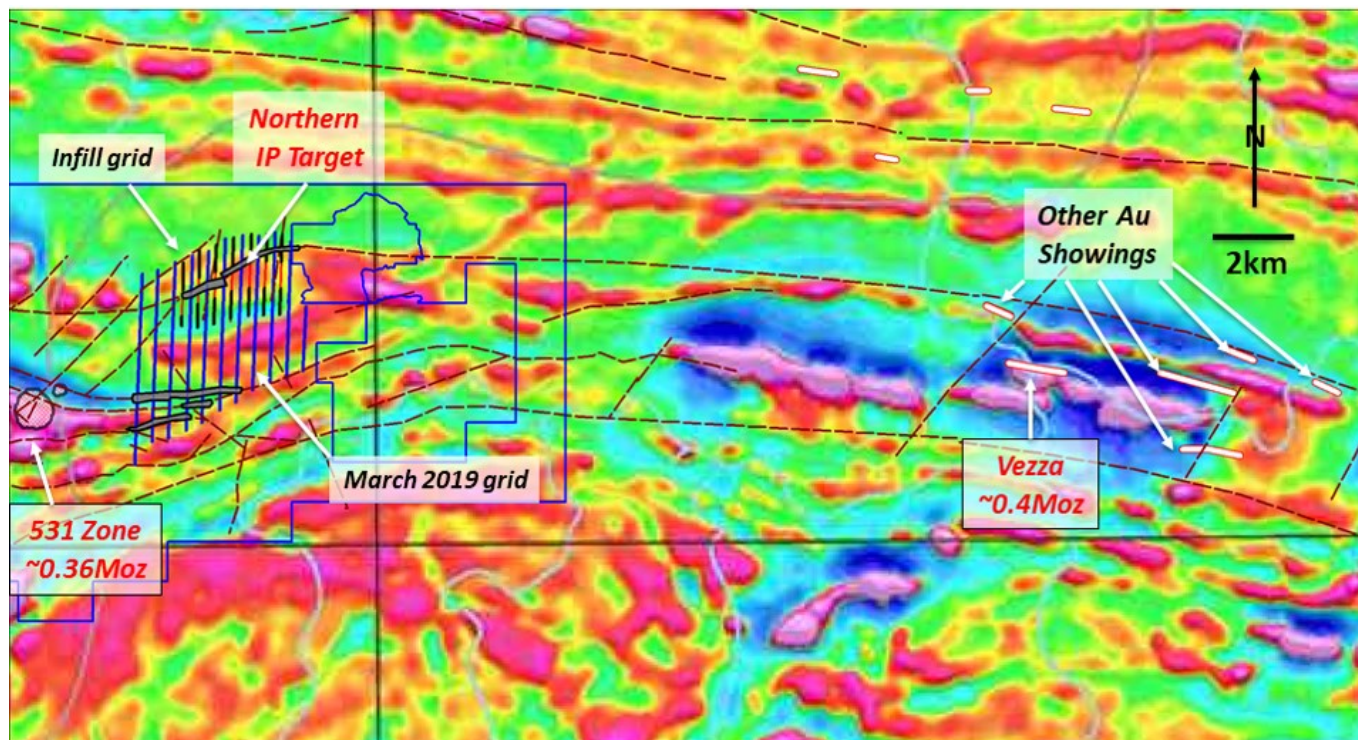 Northern
IP Target
Infill grid
N
Other Au
Showings
2km
March 2019 grid
531 Zone
~0.36Moz
Vezza
~0.4Moz